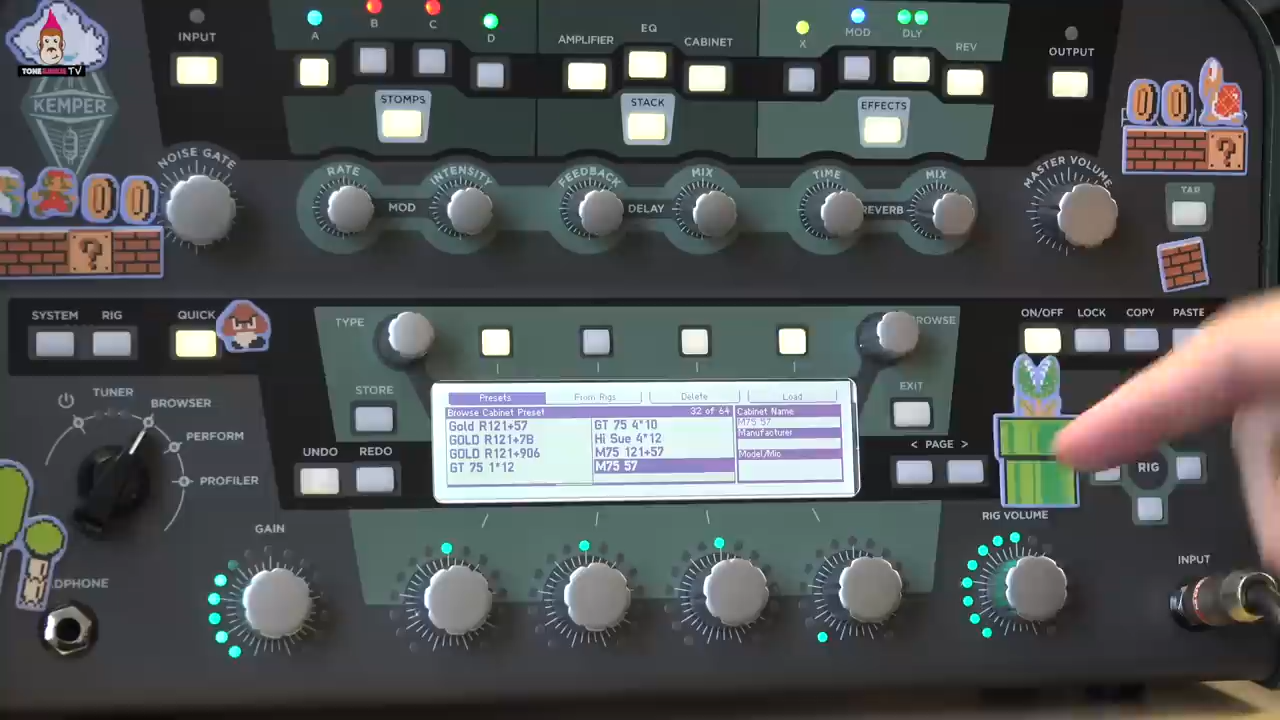 TONEJUNKIE TV
KEMPER
INPUT
A
B
C
D
STOMPS
AMPLIFIER
EQ
CABINET
STACK
X
MOD
DLY
REV
EFFECTS
OUTPUT
NOISE GATE
RATE
MOD
INTENSITY
FEEDBACK
DELAY
MIX
TIME
REVERB
MIX
MASTER VOLUME
TAP
SYSTEM
RIG
QUICK
TYPE
BROWSE
ON/OFF
LOCK
COPY
PASTE
STORE
EXIT
TUNER
BROWSER
PERFORM
PROFILER
UNDO
REDO
< PAGE >
RIG
Presets
From Rigs
Delete
Load
Browse Cabinet Preset
32 of 64
Cabinet Name
Gold R121+57
GT 75 4*10
M75 57
GOLD R121+7B
Hi Sue 4*12
Manufacturer
GOLD R121+906
M75 121+57
Model/Mic
GT 75 1*12
M75 57
GAIN
RIG VOLUME
INPUT
DPHONE